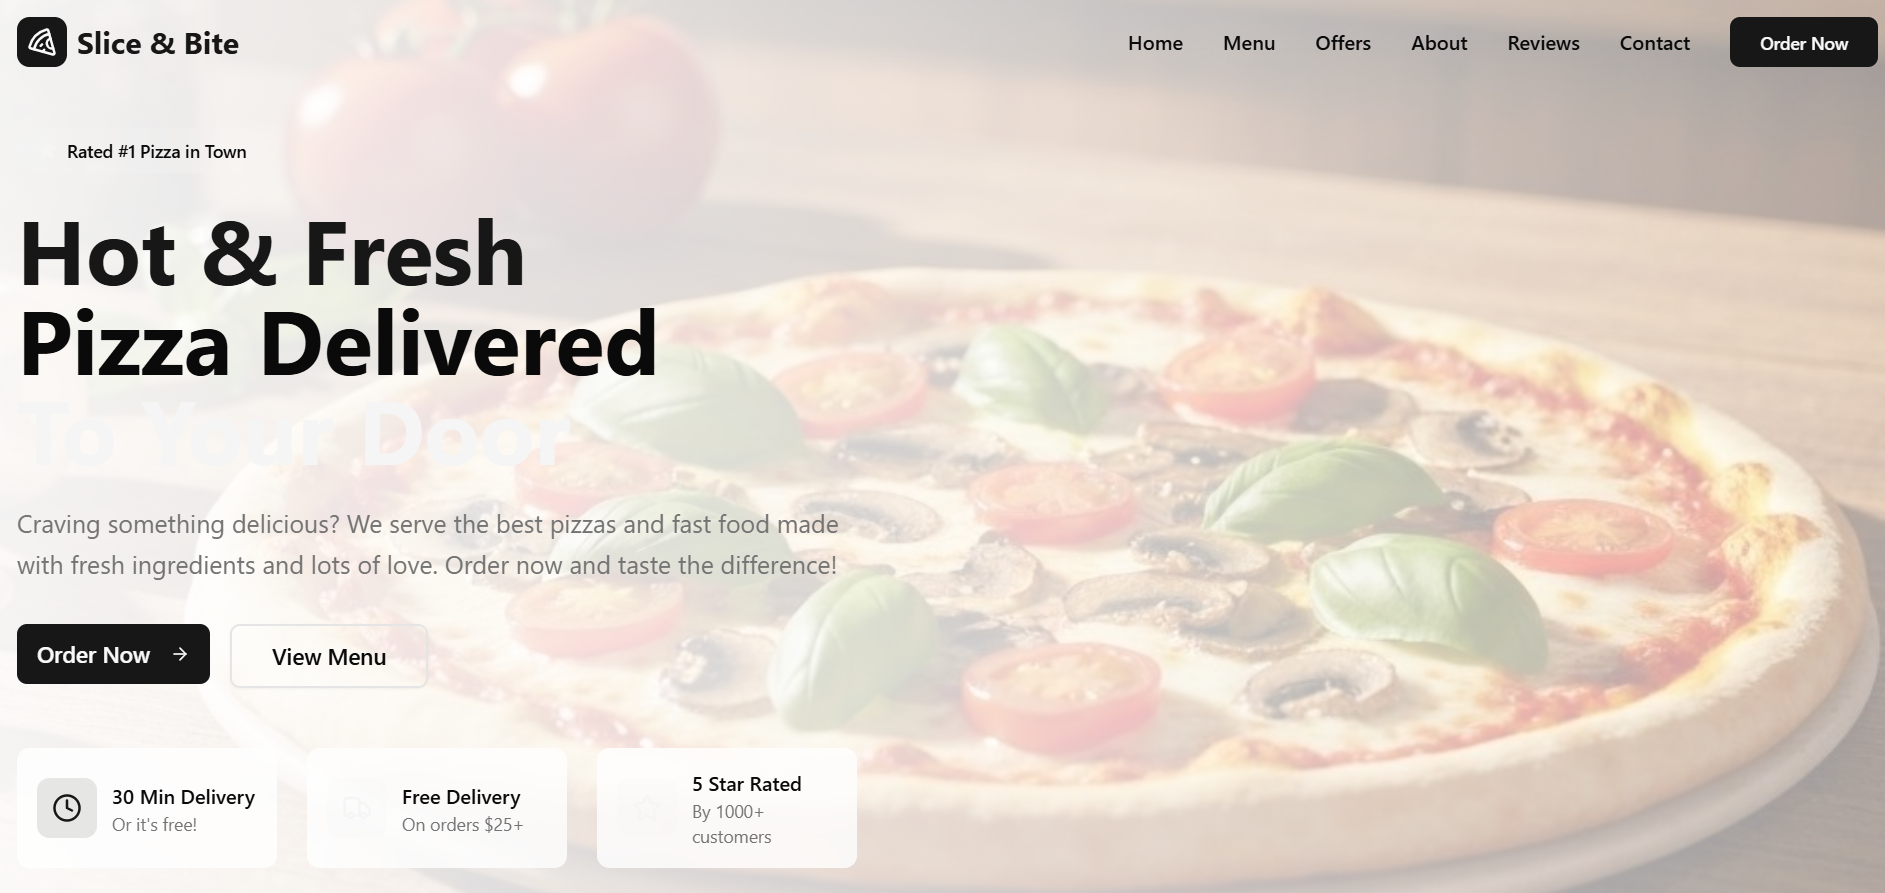 Slice & Bite
Home
Menu
Offers
About
Reviews
Contact
Order Now
Rated #1 Pizza in Town
Hot & Fresh
Pizza Delivered
To Your Door
Craving something delicious? We serve the best pizzas and fast food made
with fresh ingredients and lots of love. Order now and taste the difference!
Order Now
View Menu
30 Min Delivery
Or it's free!
Free Delivery
On orders $25+
5 Star Rated
By 1000+
customers